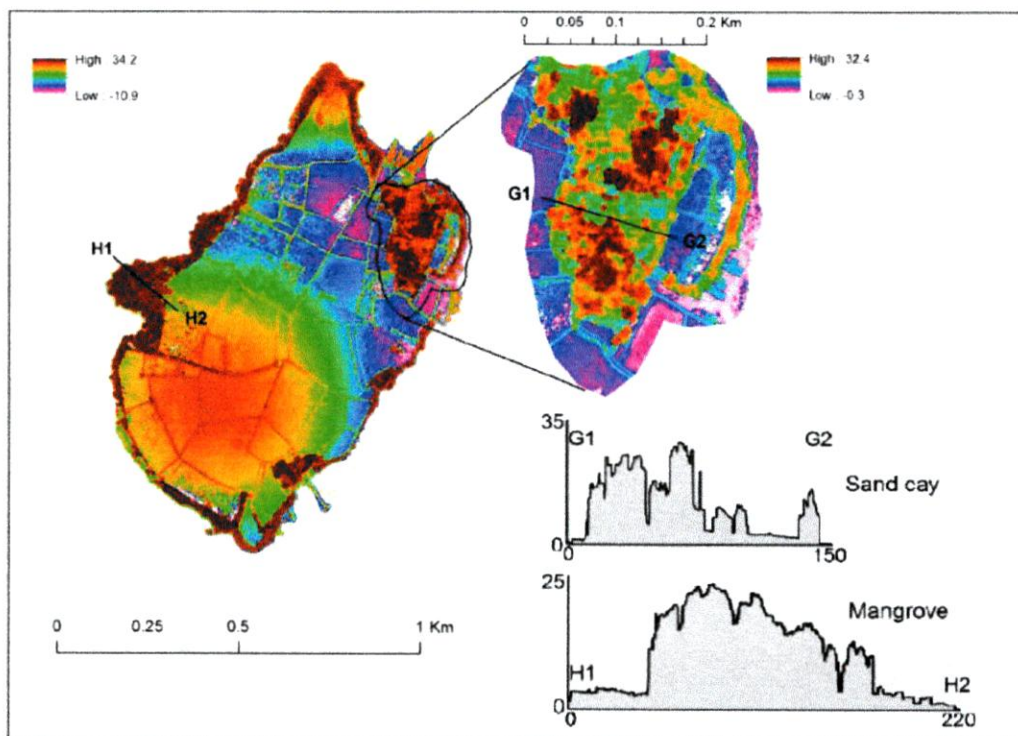 0 0.05 0.1 0.2 Km
High : 34.2
Low : -10.9
High : 32.4
Low : -0.3
G1
G2
H1
H2
35
G1 G2
Sand cay
0
0 150
25
Mangrove
H1 H2
0
0 220
0 0.25 0.5 1 Km